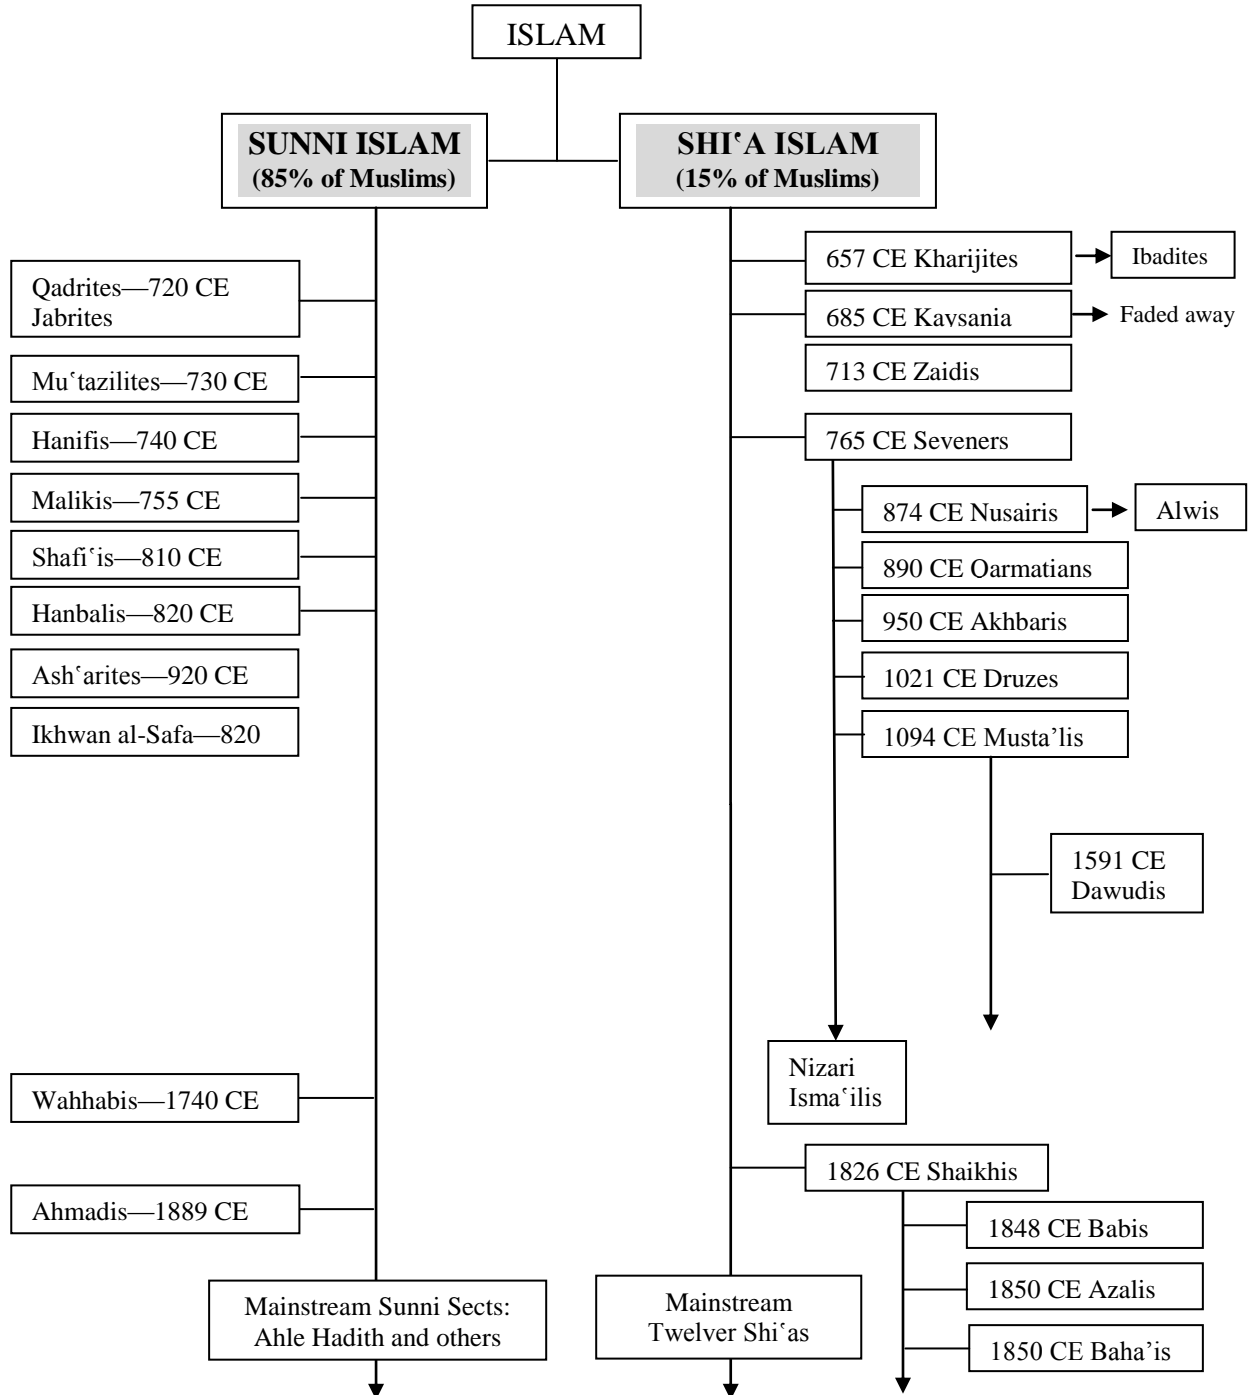 ISLAM
SUNNI ISLAM
(85% of Muslims)
SHIʿA ISLAM
(15% of Muslims)
Qadrites—720 CE
Jabrites
Muʿtazilites—730 CE
Hanifis—740 CE
Malikis—755 CE
Shafiʿis—810 CE
Hanbalis—820 CE
Ashʿarites—920 CE
Ikhwan al-Safa—820
Wahhabis—1740 CE
Ahmadis—1889 CE
Mainstream Sunni Sects:
Ahle Hadith and others
657 CE Kharijites
Ibadites
685 CE Kaysania
Faded away
713 CE Zaidis
765 CE Seveners
874 CE Nusairis
Alwis
890 CE Qarmatians
950 CE Akhbaris
1021 CE Druzes
1094 CE Musta’lis
1591 CE
Dawudis
Nizari
Ismaʿilis
1826 CE Shaikhis
1848 CE Babis
1850 CE Azalis
1850 CE Baha’is
Mainstream
Twelver Shiʿas